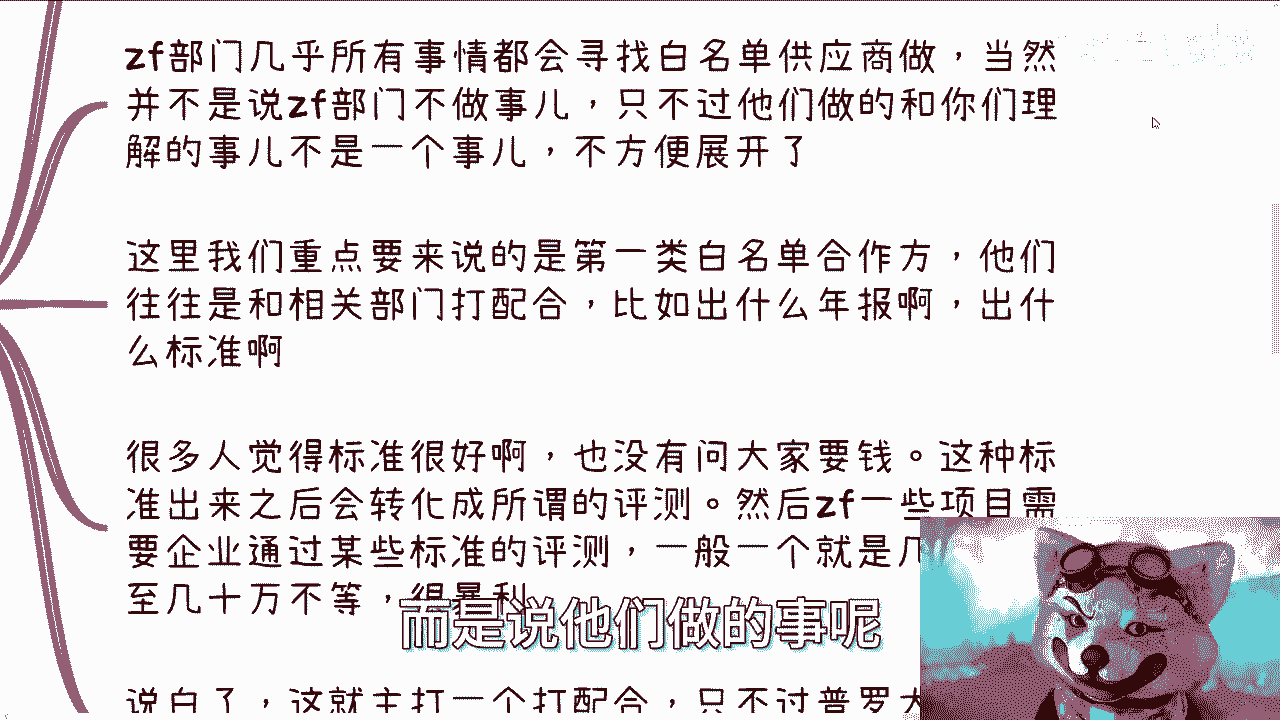 zf部门几乎所有事情都会寻找白名单供应商做，当然
并不是说zf部门不做事儿，只不过他们做的和你们理
解的事儿不是一个事儿，不方便展开了
这里我们重点要来说的是第一类白名单合作方，他们
往往是和相关部门打配合，比如出什么年报啊，出什
么标准啊
很多人觉得标准很好啊，也没有问大家要钱。这种标
准出来之后会转化成所谓的评测。然后zf一些项目需
要企业通过某些标准的评测，一般一个就是几
至几十万不等，很暴利
而是说他们做的事呢
说白了，这就主打一个打配合，只不过普罗大